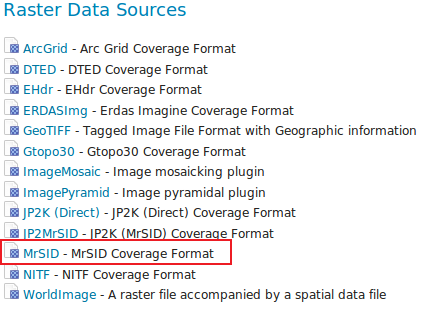 Raster Data Sources
ArcGrid - Arc Grid Coverage Format
DTED - DTED Coverage Format
EHdr - EHdr Coverage Format
ERDASImg - Erdas Imagine Coverage Format
GeoTIFF - Tagged Image File Format with Geographic information
Gtopo30 - Gtopo30 Coverage Format
ImageMosaic - Image mosaicking plugin
ImagePyramid - Image pyramidal plugin
JP2K (Direct) - JP2K (Direct) Coverage Format
JP2MrSID - JP2K (MrSID) Coverage Format
MrSID - MrSID Coverage Format
NITF - NITF Coverage Format
WorldImage - A raster file accompanied by a spatial data file